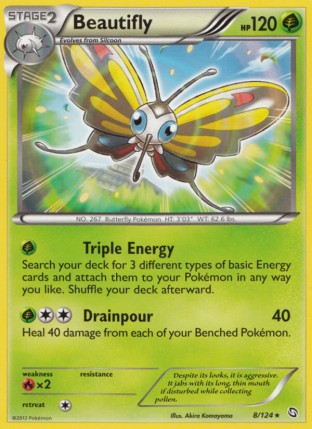 STAGE2 Beautifly HP120
Evolves from Silcoon
NO. 267 Butterfly Pokémon. HT: 3'03" WT: 62.6 lbs.
Triple Energy
Search your deck for 3 different types of basic Energy
cards and attach them to your Pokémon in any way
you like. Shuffle your deck afterward.
Drainpour 40
Heal 40 damage from each of your Benched Pokémon.
weakness resistance
×2
retreat
Despite its looks, it is aggressive.
It jabs with its long, thin mouth
if disturbed while collecting
pollen.
©2012 Pokémon Illus. Akira Komayama 8/124 ★